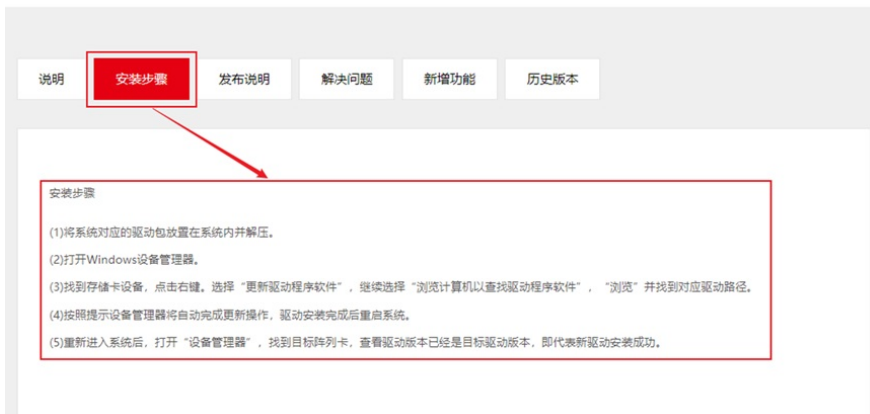 说明 安装步骤 发布说明 解决问题 新增功能 历史版本
安装步骤
(1)将系统对应的驱动包放置在系统内并解压。
(2)打开Windows设备管理器。
(3)找到存储卡设备，点击右键。选择“更新驱动程序软件”，继续选择“浏览计算机以查找驱动程序软件”，“浏览”并找到对应驱动路径。
(4)按照提示设备管理器将自动完成更新操作，驱动安装完成后重启系统。
(5)重新进入系统后，打开“设备管理器”，找到目标阵列卡，查看驱动版本已经是目标驱动版本，即代表新驱动安装成功。